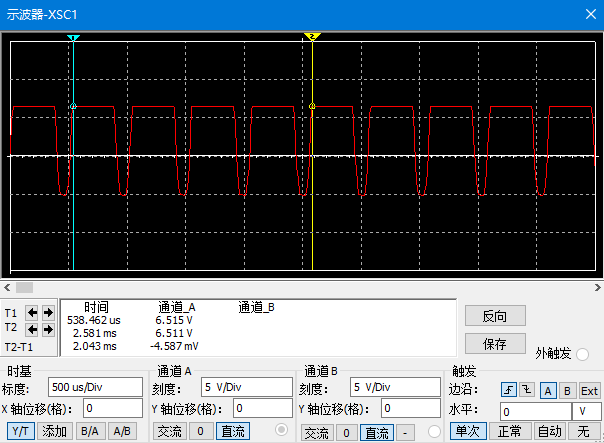 示波器-XSC1
1
2
时间 通道_A 通道_B
T1 538.462 us 6.515 V
T2 2.581 ms 6.511 V
T2-T1 2.043 ms -4.587 mV
反向
保存
外触发
时基
标度: 500 us/Div
X 轴位移(格): 0
Y/T 添加 B/A A/B
通道 A
刻度: 5 V/Div
Y 轴位移(格): 0
交流 0 直流
通道 B
刻度: 5 V/Div
Y 轴位移(格): 0
交流 0 直流 -
触发
边沿: A B Ext
水平: 0 V
单次 正常 自动 无